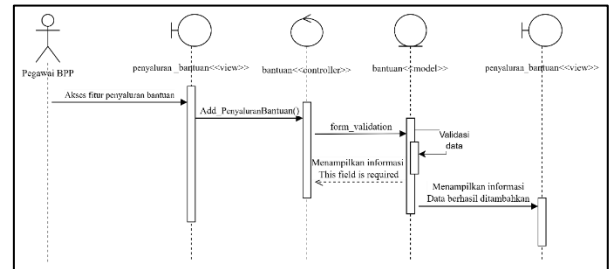 Pegawai BPP
penyaluran_bantuan<<view>>
bantuan<<controller>>
bantuan<<model>>
penyaluran_bantuan<<view>>
Akses fitur penyaluran bantuan
Add_PenyaluranBantuan()
form_validation
Validasi
data
Menampilkan informasi
This field is required
Menampilkan informasi
Data berhasil ditambahkan